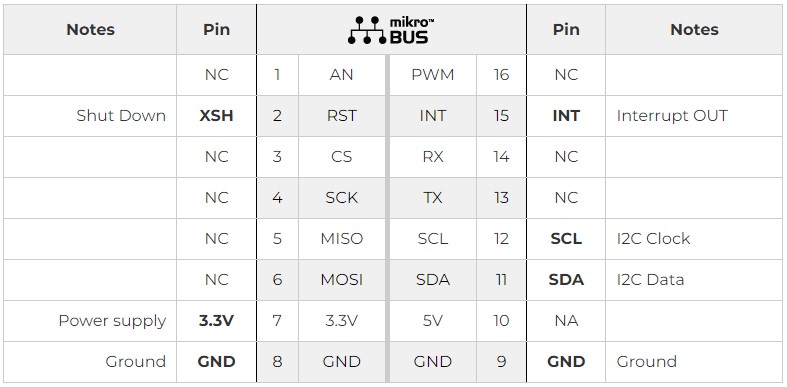 Notes Pin mikro™ BUS Pin Notes
NC 1 AN PWM 16 NC
Shut Down XSH 2 RST INT 15 INT Interrupt OUT
NC 3 CS RX 14 NC
NC 4 SCK TX 13 NC
NC 5 MISO SCL 12 SCL I2C Clock
NC 6 MOSI SDA 11 SDA I2C Data
Power supply 3.3V 7 3.3V 5V 10 NA
Ground GND 8 GND GND 9 GND Ground